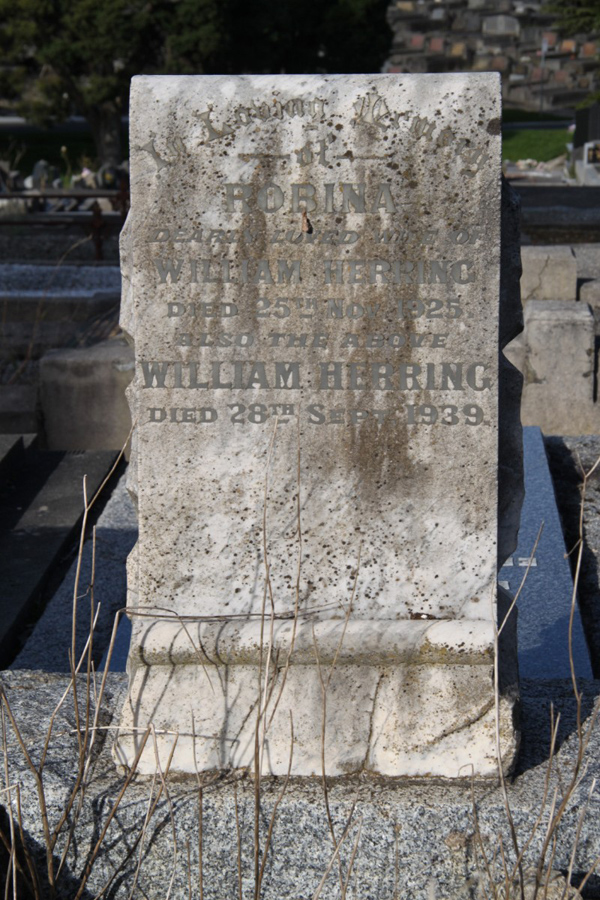 In Loving Memory
of
ROBINA
DEARLY LOVED WIFE OF
WILLIAM HERRING
DIED 25TH NOV. 1925.
ALSO THE ABOVE
WILLIAM HERRING
DIED 28TH SEPT. 1939.